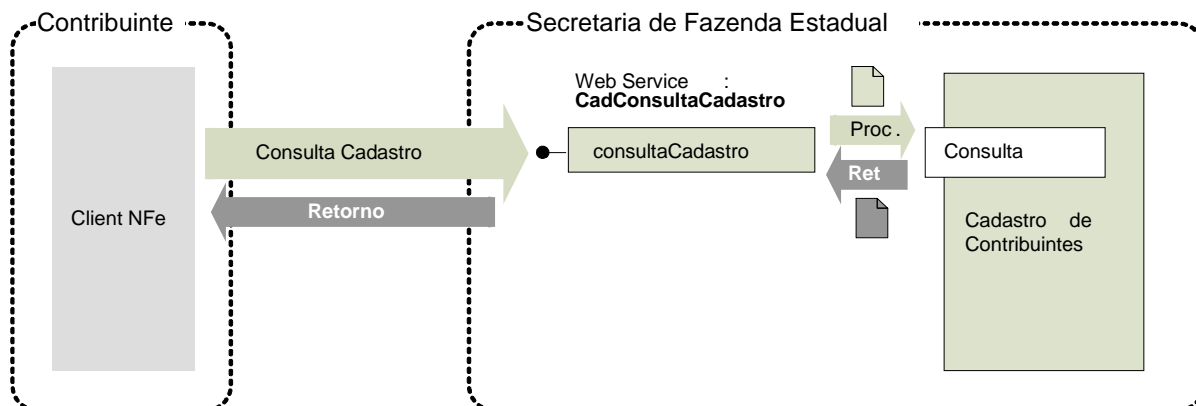 Contribuinte
Secretaria de Fazenda Estadual
Web Service :
CadConsultaCadastro
Consulta Cadastro
consultaCadastro
Proc.
Consulta
Ret
Retorno
Client NFe
Cadastro de
Contribuintes